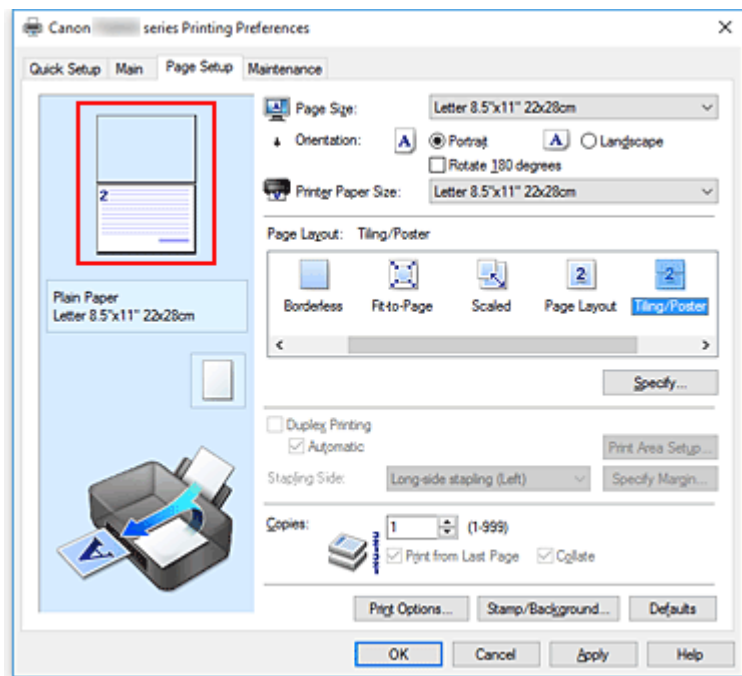 Canon series Printing Preferences
Quick Setup Main Page Setup Maintenance
2
Plain Paper
Letter 8.5"x11" 22x28cm
A
Page Size: Letter 8.5"x11" 22x28cm
Orientation: A Portrait A Landscape
Rotate 180 degrees
Printer Paper Size: Letter 8.5"x11" 22x28cm
Page Layout: Tiling/Poster
2 2
Borderless Fit-to-Page Scaled Page Layout Tiling/Poster
Specify...
Duplex Printing
Automatic Print Area Setup...
Stapling Side: Long-side stapling (Left) Specify Margin...
Copies: 1 (1-999)
Print from Last Page Collate
Print Options... Stamp/Background... Defaults
OK Cancel Apply Help